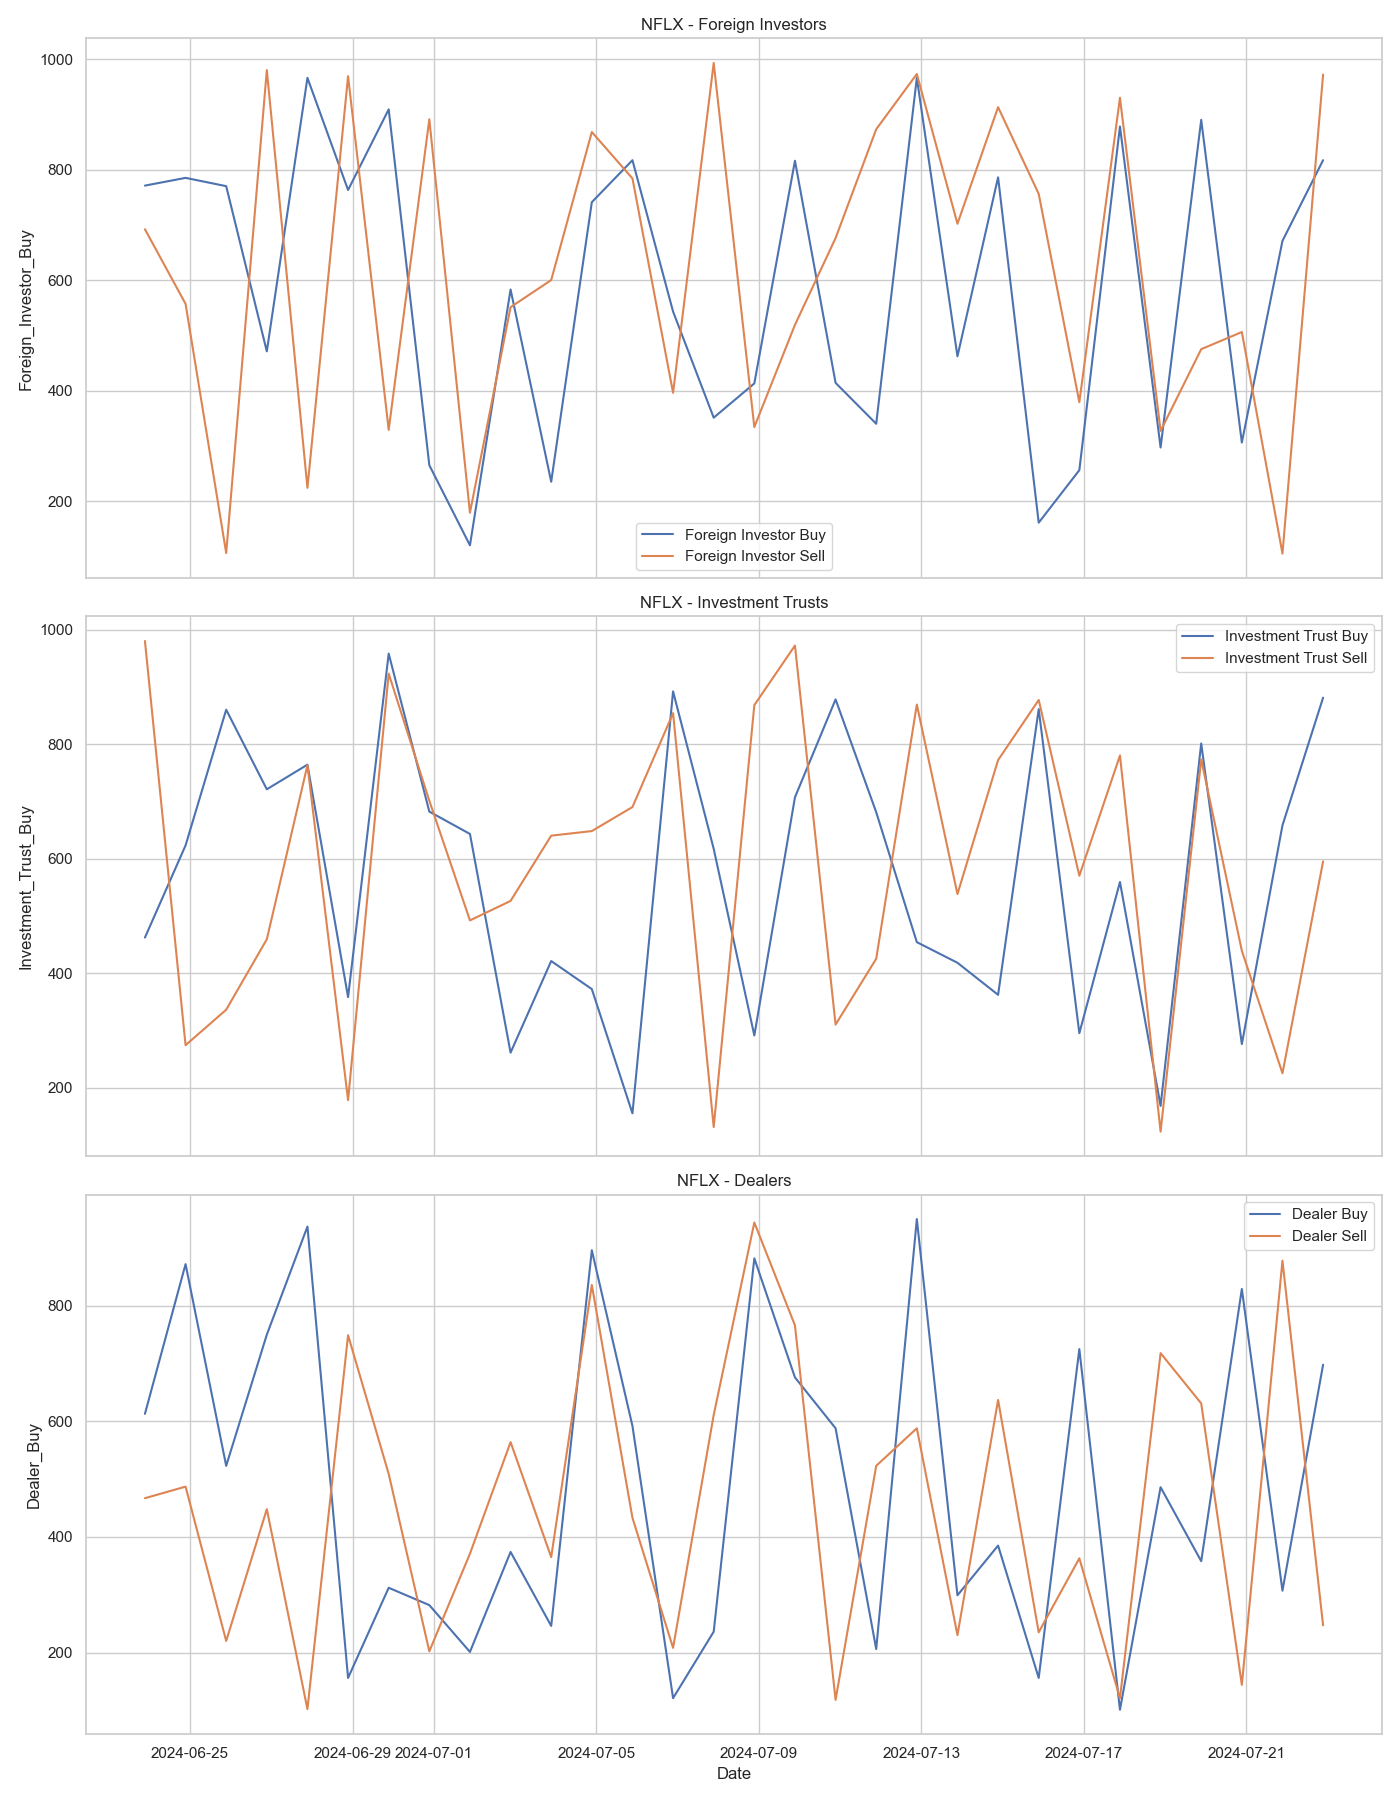 NFLX - Foreign Investors
1000
800
600
400
200
Foreign_Investor_Buy
Foreign Investor Buy
Foreign Investor Sell
NFLX - Investment Trusts
1000
800
600
400
200
Investment_Trust_Buy
Investment Trust Buy
Investment Trust Sell
NFLX - Dealers
800
600
400
200
Dealer_Buy
Dealer Buy
Dealer Sell
2024-06-25 2024-06-29 2024-07-01 2024-07-05 2024-07-09 2024-07-13 2024-07-17 2024-07-21
Date